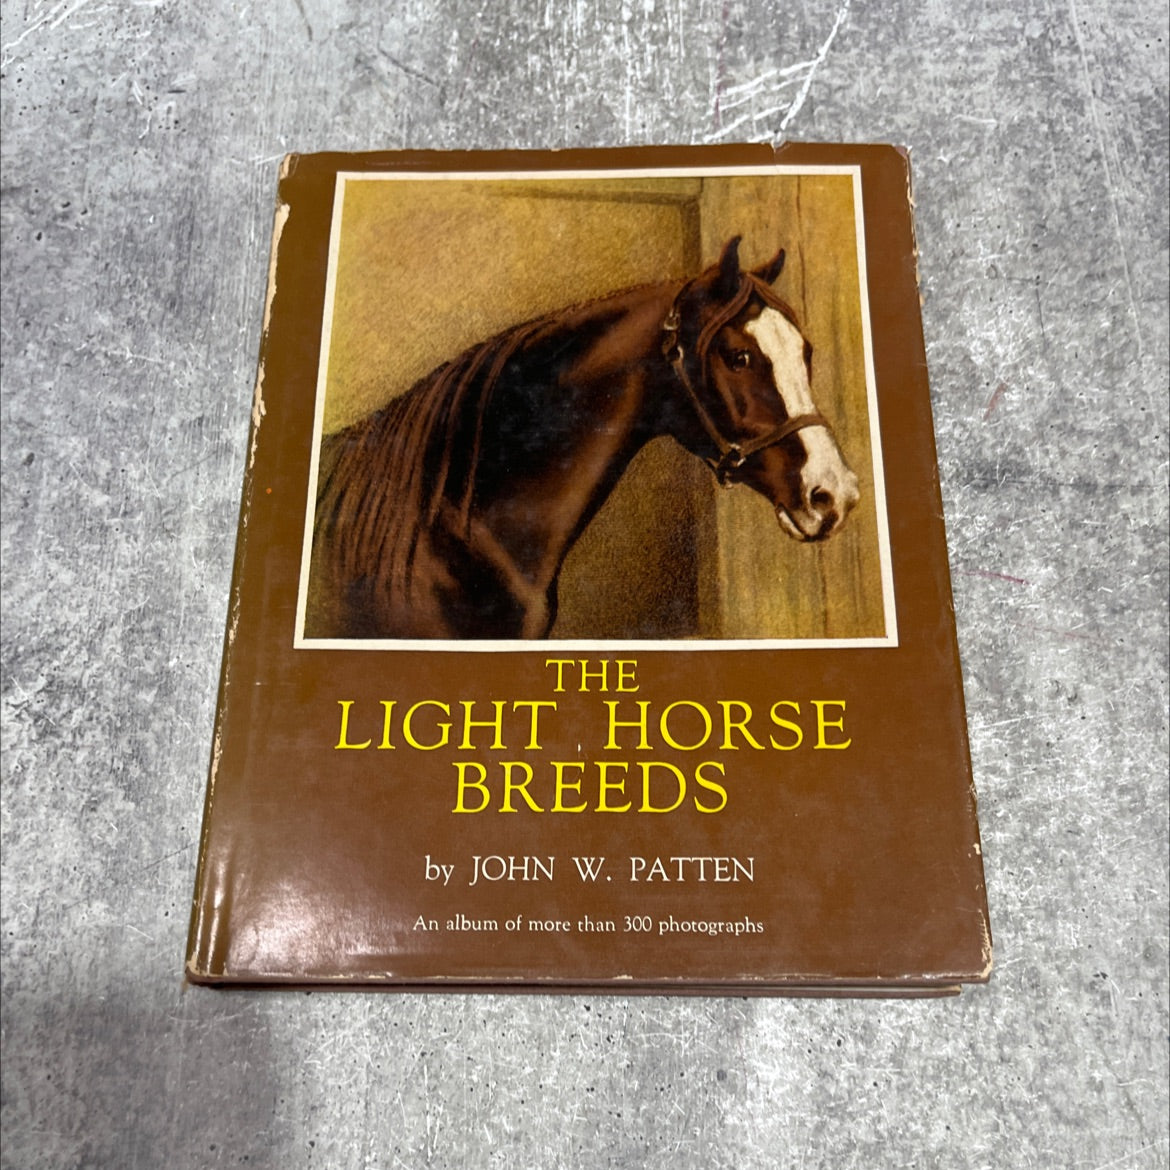 THE
LIGHT HORSE
BREEDS
by JOHN W. PATTEN
An album of more than 300 photographs